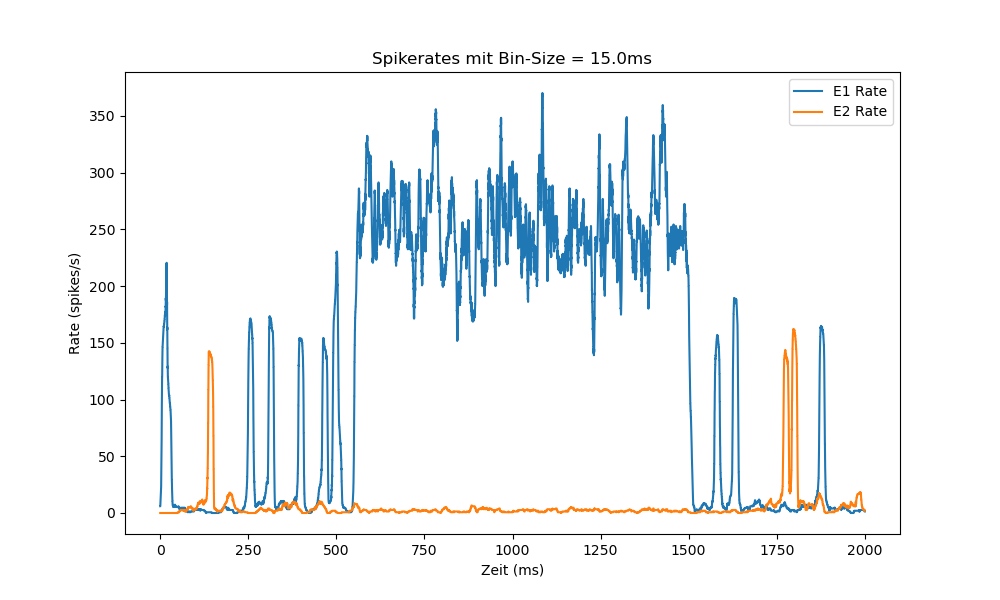 Spikerates mit Bin-Size = 15.0ms
E1 Rate
E2 Rate
350
300
250
200
150
100
50
0
Rate (spikes/s)
0 250 500 750 1000 1250 1500 1750 2000
Zeit (ms)